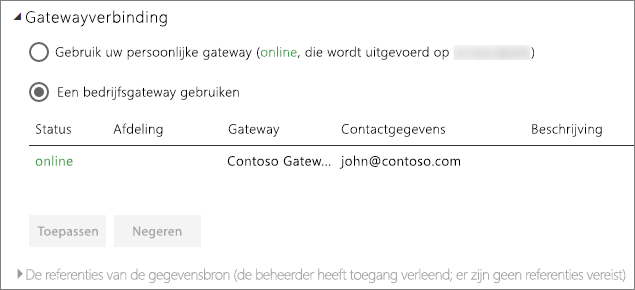 Gatewayverbinding
Gebruik uw persoonlijke gateway (online, die wordt uitgevoerd op )
Een bedrijfsgateway gebruiken
Status Afdeling Gateway Contactgegevens Beschrijving
online Contoso Gatew... john@contoso.com
Toepassen Negeren
De referenties van de gegevensbron (de beheerder heeft toegang verleend; er zijn geen referenties vereist)